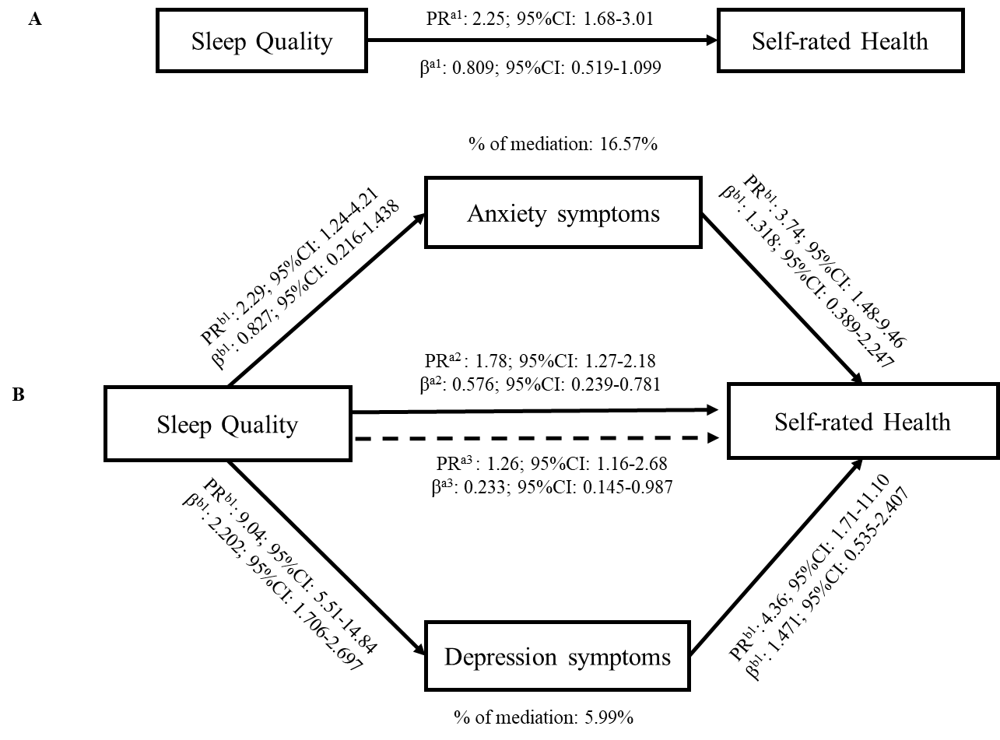 A
Sleep Quality
PRᵃ¹: 2.25; 95%CI: 1.68-3.01
βᵃ¹: 0.809; 95%CI: 0.519-1.099
Self-rated Health
% of mediation: 16.57%
Anxiety symptoms
PRᵇ¹: 2.29; 95%CI: 1.24-4.21
βᵇ¹: 0.827; 95%CI: 0.216-1.438
PRᵇ¹: 3.74; 95%CI: 1.48-9.46
βᵇ¹: 1.318; 95%CI: 0.389-2.247
B
Sleep Quality
PRᵃ² : 1.78; 95%CI: 1.27-2.18
βᵃ²: 0.576; 95%CI: 0.239-0.781
PRᵃ³ : 1.26; 95%CI: 1.16-2.68
βᵃ³: 0.233; 95%CI: 0.145-0.987
Self-rated Health
PRᵇ¹: 9.04; 95%CI: 5.51-14.84
βᵇ¹: 2.202; 95%CI: 1.706-2.697
PRᵇ¹: 4.36; 95%CI: 1.71-11.10
βᵇ¹: 1.471; 95%CI: 0.535-2.407
Depression symptoms
% of mediation: 5.99%